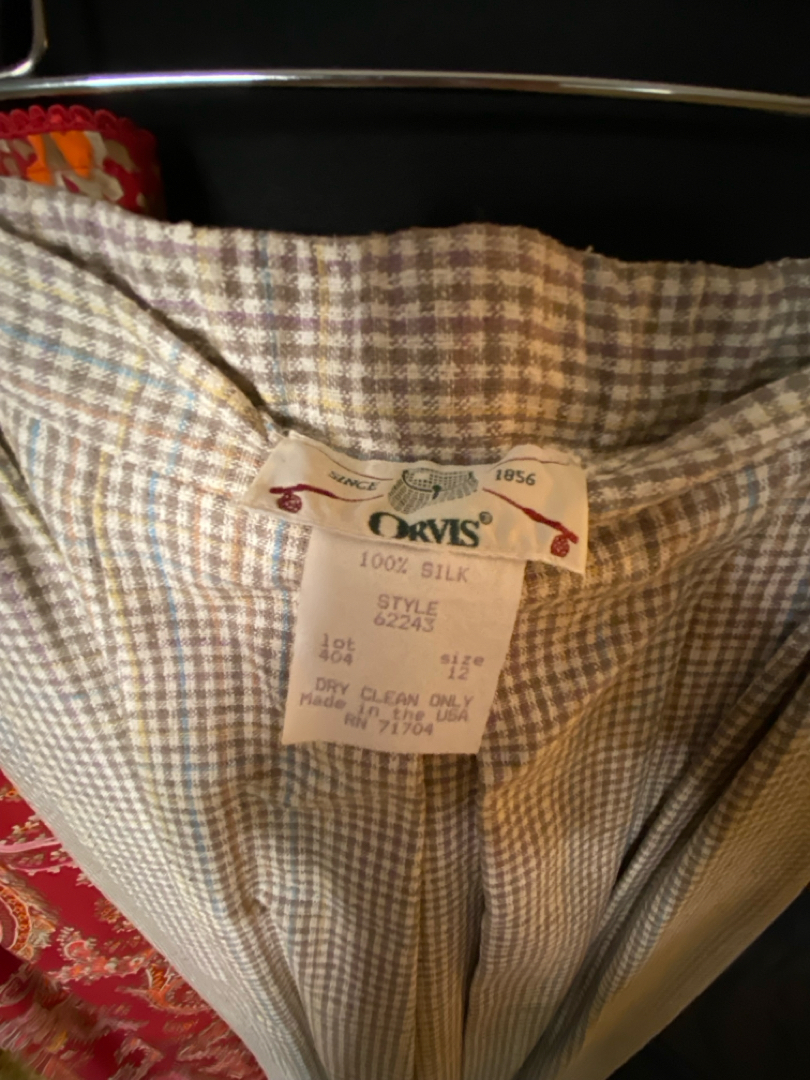 SINCE 1856
ORVIS®
100% SILK
STYLE
62243
lot size
404 12
DRY CLEAN ONLY
Made in the USA
RN 71704